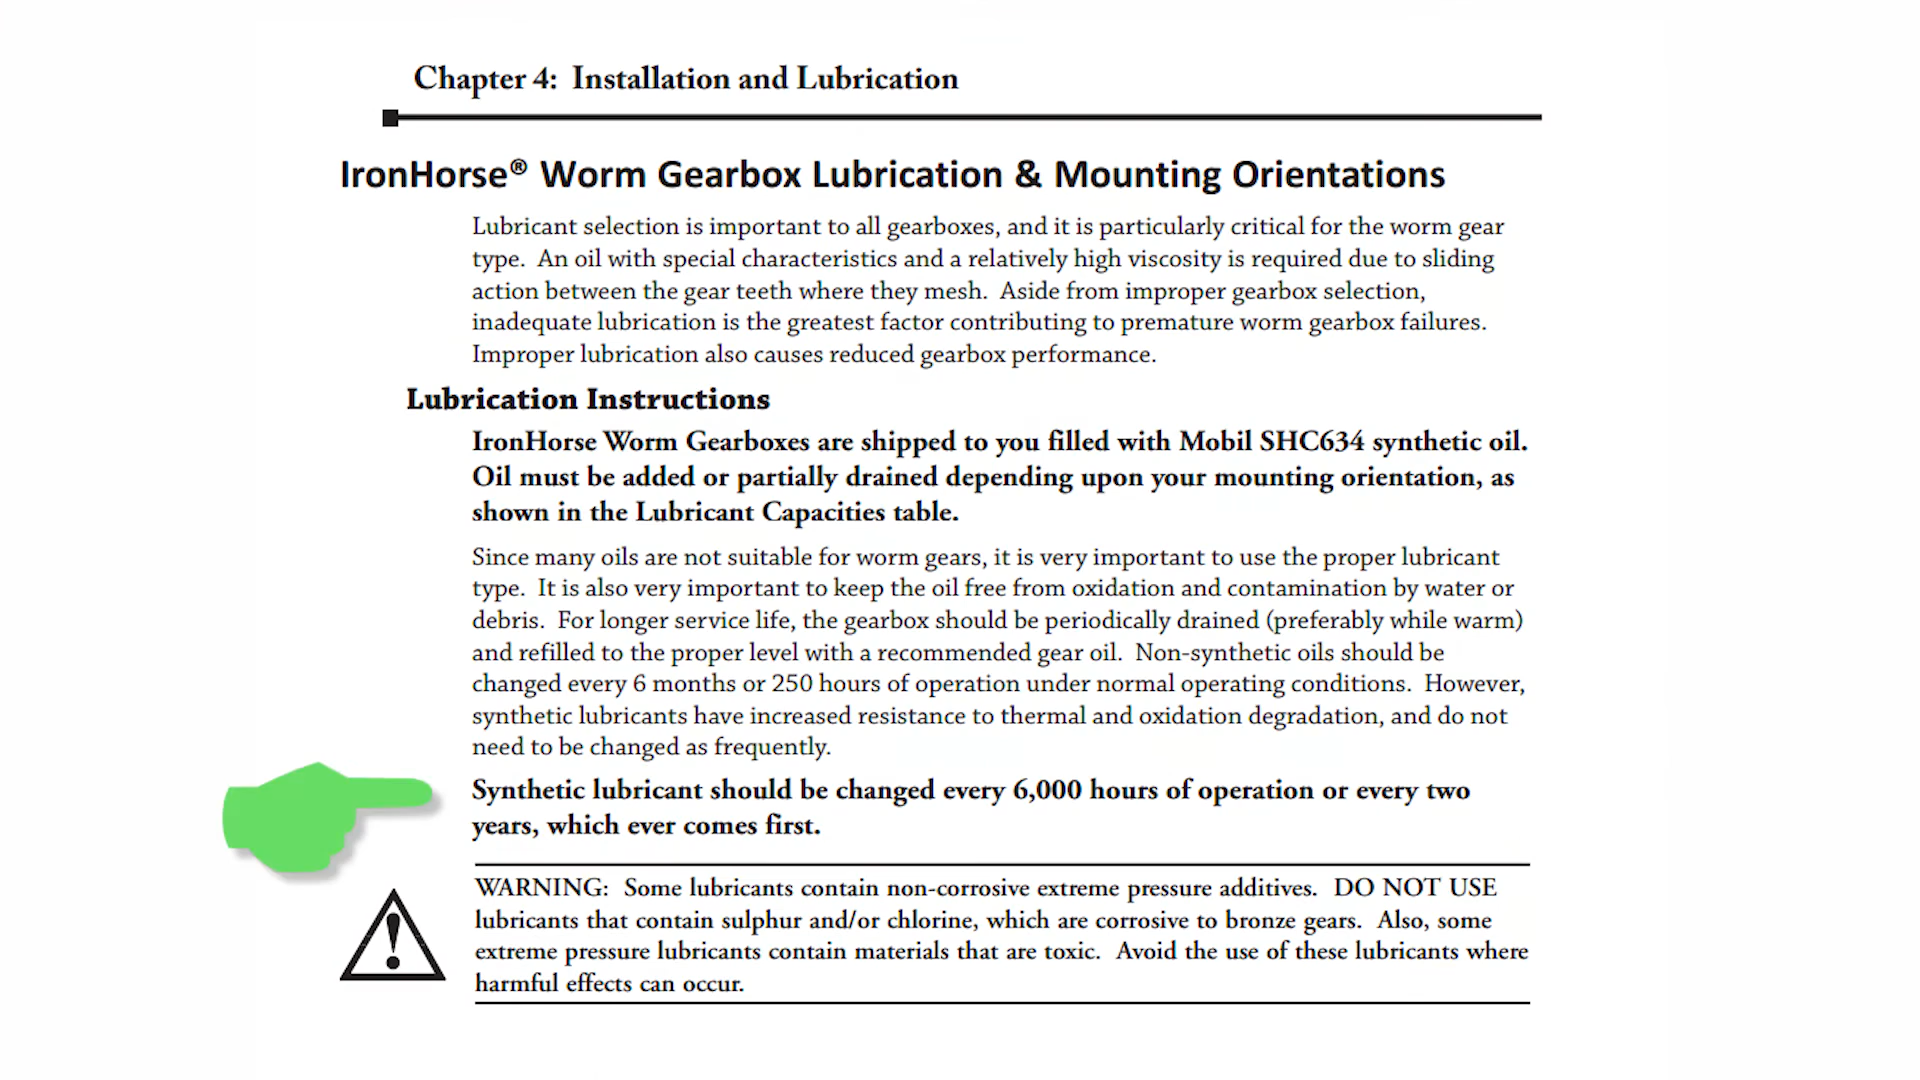 Chapter 4: Installation and Lubrication
IronHorse® Worm Gearbox Lubrication & Mounting Orientations
Lubricant selection is important to all gearboxes, and it is particularly critical for the worm gear
type. An oil with special characteristics and a relatively high viscosity is required due to sliding
action between the gear teeth where they mesh. Aside from improper gearbox selection,
inadequate lubrication is the greatest factor contributing to premature worm gearbox failures.
Improper lubrication also causes reduced gearbox performance.
Lubrication Instructions
IronHorse Worm Gearboxes are shipped to you filled with Mobil SHC634 synthetic oil.
Oil must be added or partially drained depending upon your mounting orientation, as
shown in the Lubricant Capacities table.
Since many oils are not suitable for worm gears, it is very important to use the proper lubricant
type. It is also very important to keep the oil free from oxidation and contamination by water or
debris. For longer service life, the gearbox should be periodically drained (preferably while warm)
and refilled to the proper level with a recommended gear oil. Non-synthetic oils should be
changed every 6 months or 250 hours of operation under normal operating conditions. However,
synthetic lubricants have increased resistance to thermal and oxidation degradation, and do not
need to be changed as frequently.
Synthetic lubricant should be changed every 6,000 hours of operation or every two
years, which ever comes first.
WARNING: Some lubricants contain non-corrosive extreme pressure additives. DO NOT USE
lubricants that contain sulphur and/or chlorine, which are corrosive to bronze gears. Also, some
extreme pressure lubricants contain materials that are toxic. Avoid the use of these lubricants where
harmful effects can occur.